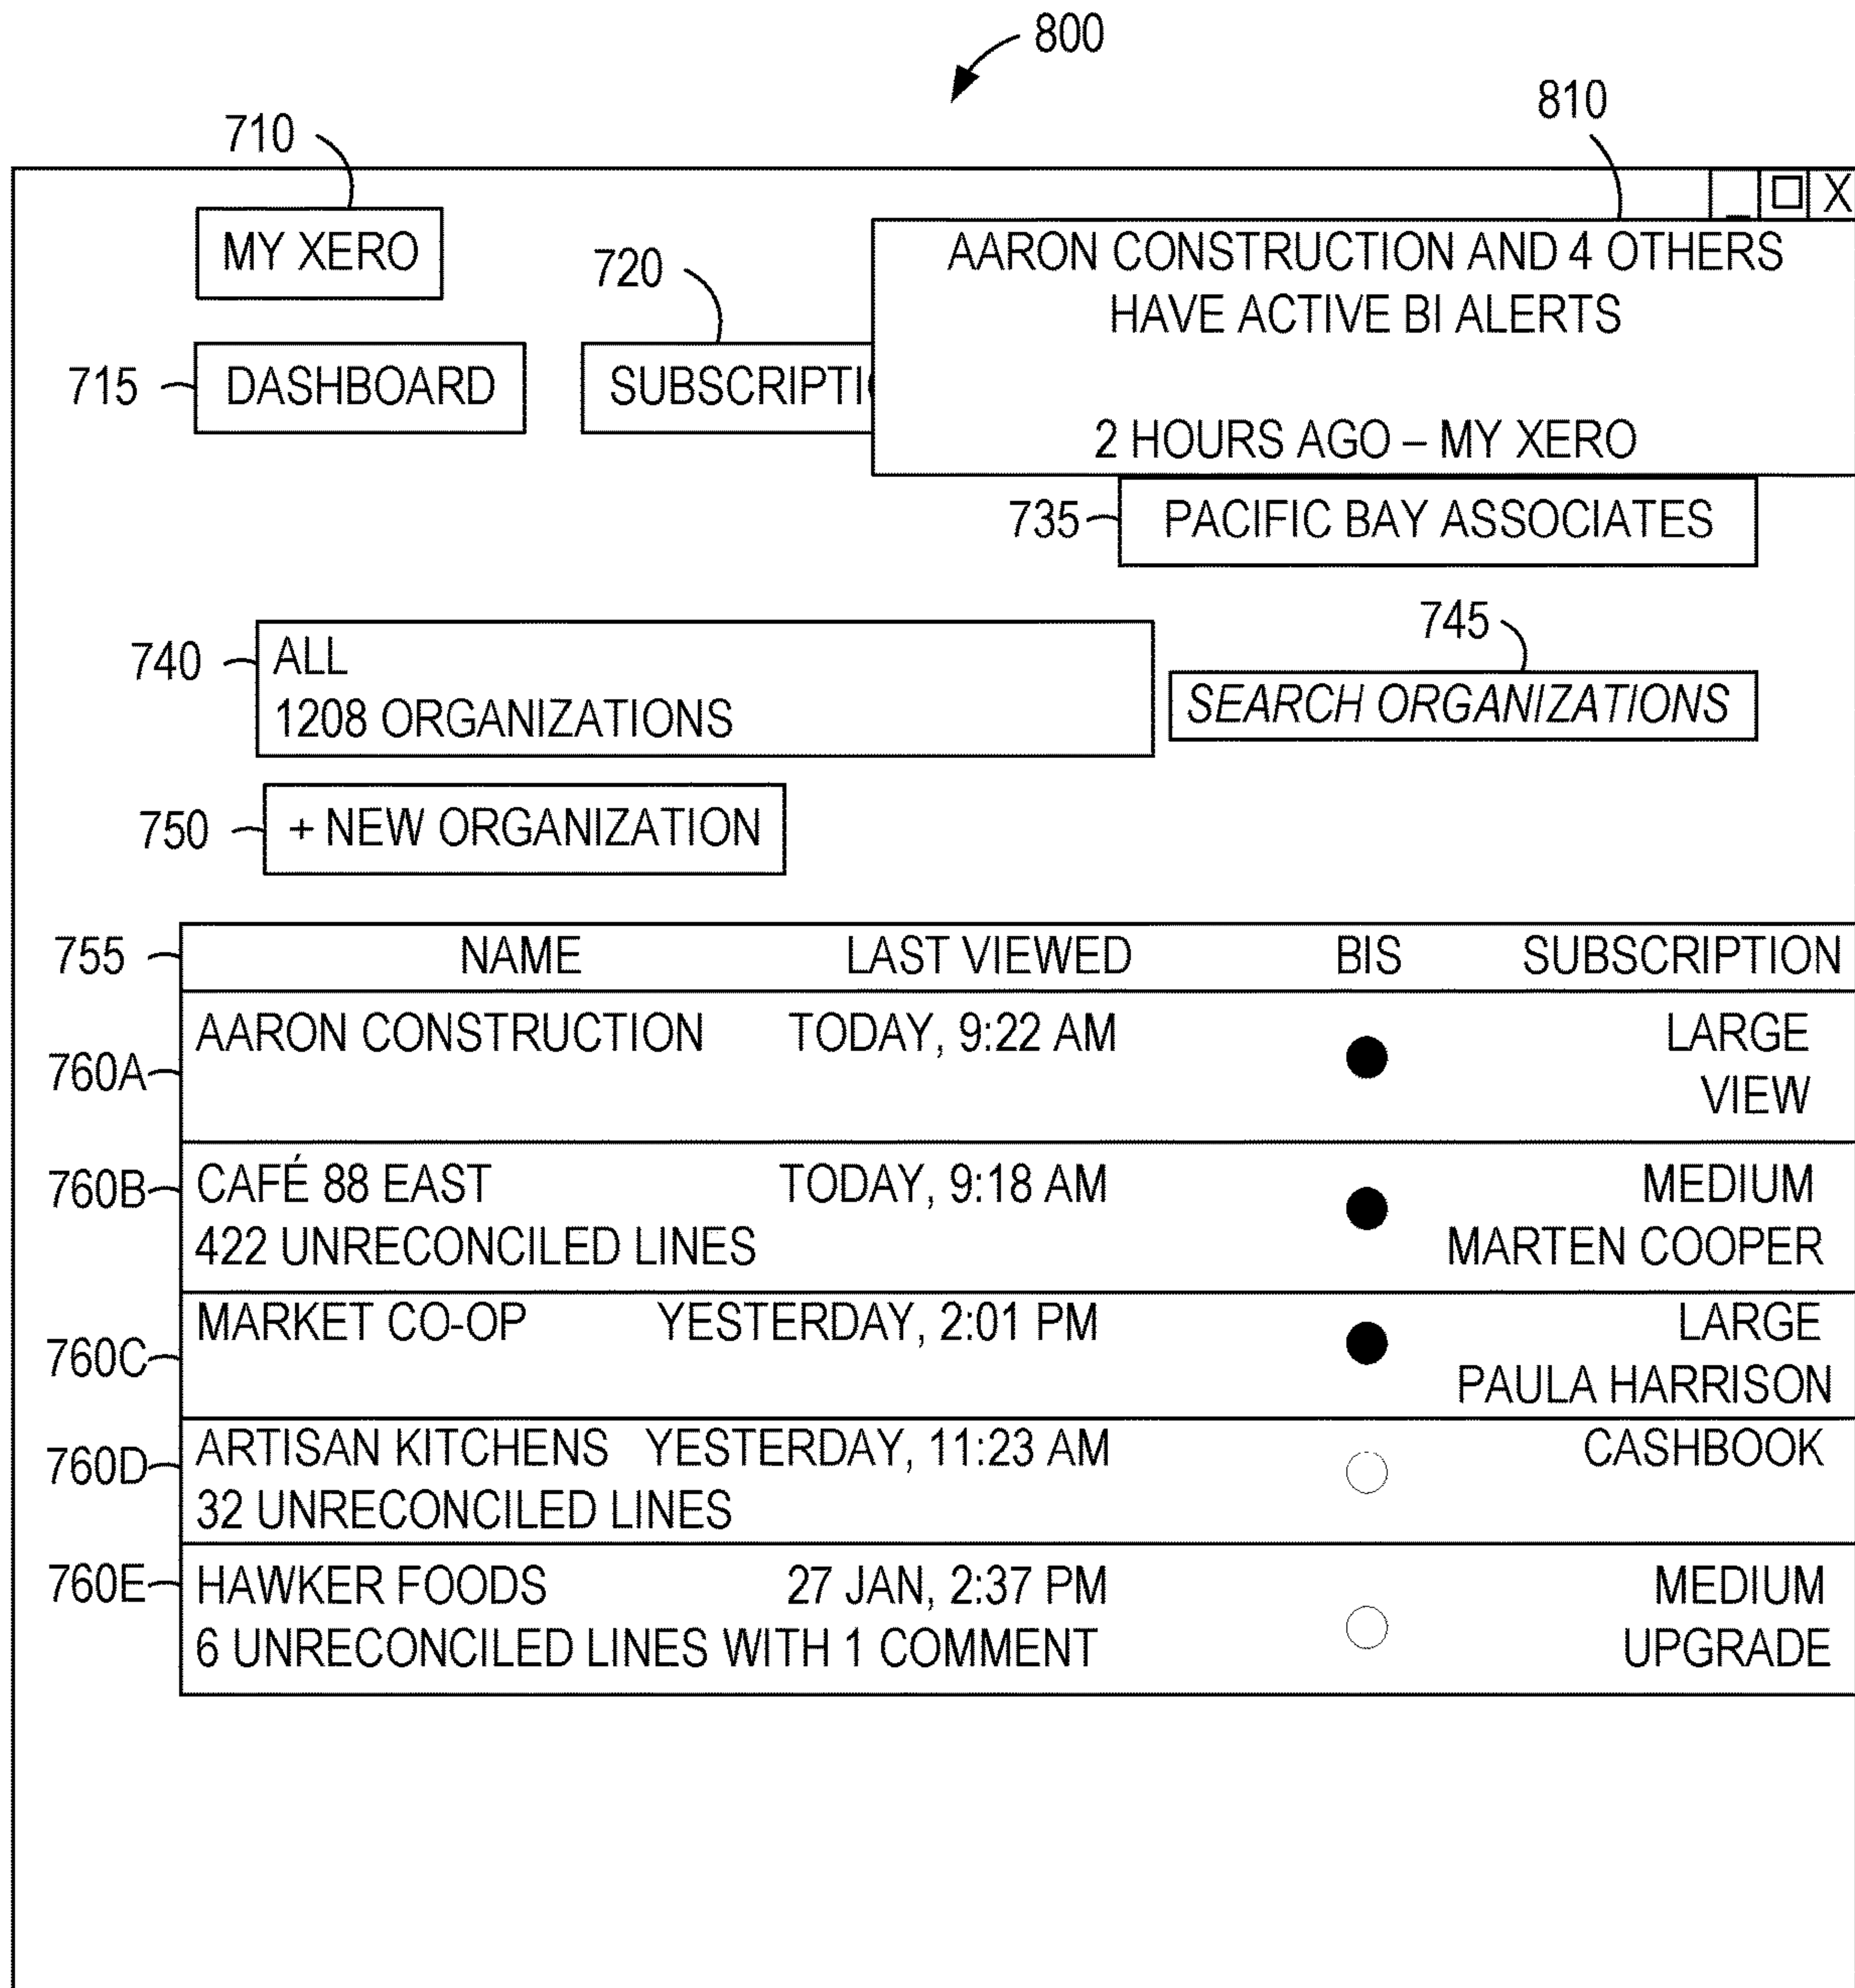 800
810
710
MY XERO
AARON CONSTRUCTION AND 4 OTHERS
HAVE ACTIVE BI ALERTS
2 HOURS AGO – MY XERO
720
715 DASHBOARD SUBSCRIPTI
735 PACIFIC BAY ASSOCIATES
740 ALL
1208 ORGANIZATIONS
745
SEARCH ORGANIZATIONS
750 + NEW ORGANIZATION
755 NAME LAST VIEWED BIS SUBSCRIPTION
760A AARON CONSTRUCTION TODAY, 9:22 AM LARGE
VIEW
760B CAFÉ 88 EAST TODAY, 9:18 AM MEDIUM
422 UNRECONCILED LINES MARTEN COOPER
760C MARKET CO-OP YESTERDAY, 2:01 PM LARGE
PAULA HARRISON
760D ARTISAN KITCHENS YESTERDAY, 11:23 AM CASHBOOK
32 UNRECONCILED LINES
760E HAWKER FOODS 27 JAN, 2:37 PM MEDIUM
6 UNRECONCILED LINES WITH 1 COMMENT UPGRADE